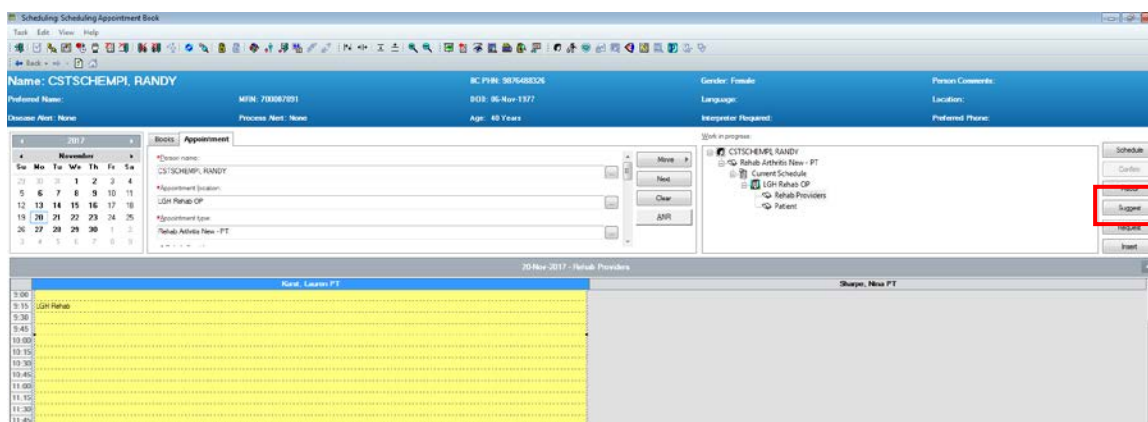 Scheduling Scheduling Appointment Book
Task Edit View Help
Back
Name: CSTSCHEMPI, RANDY
BC PHN: 9876488326
Gender: Female
Person Comments:
Preferred Name:
MRN: 700007891
DOB: 06-Nov-1977
Language:
Location:
Disease Alert: None
Process Alert: None
Age: 40 Years
Interpreter Required:
Preferred Phone:
2017
November
Su Mo Tu We Th Fr Sa
29 30 31 1 2 3 4
5 6 7 8 9 10 11
12 13 14 15 16 17 18
19 20 21 22 23 24 25
26 27 28 29 30 1 2
3 4 5 6 7 8 9
Books Appointment
*Person name:
CSTSCHEMPI, RANDY
*Appointment location:
LGH Rehab OP
*Appointment type:
Rehab Arthritis New - PT
Move
Next
Clear
Work in progress:
CSTSCHEMPI, RANDY
Rehab Arthritis New - PT
Current Schedule
LGH Rehab OP
Rehab Providers
Patient
Schedule
Confirm
Suggest
Request
Insert
20-Nov-2017 - Rehab Providers
Sharpe, Nina PT
9:00
9:15 LGH Rehab
9:30
9:45
10:00
10:15
10:30
10:45
11:00
11:15
11:30
11:45